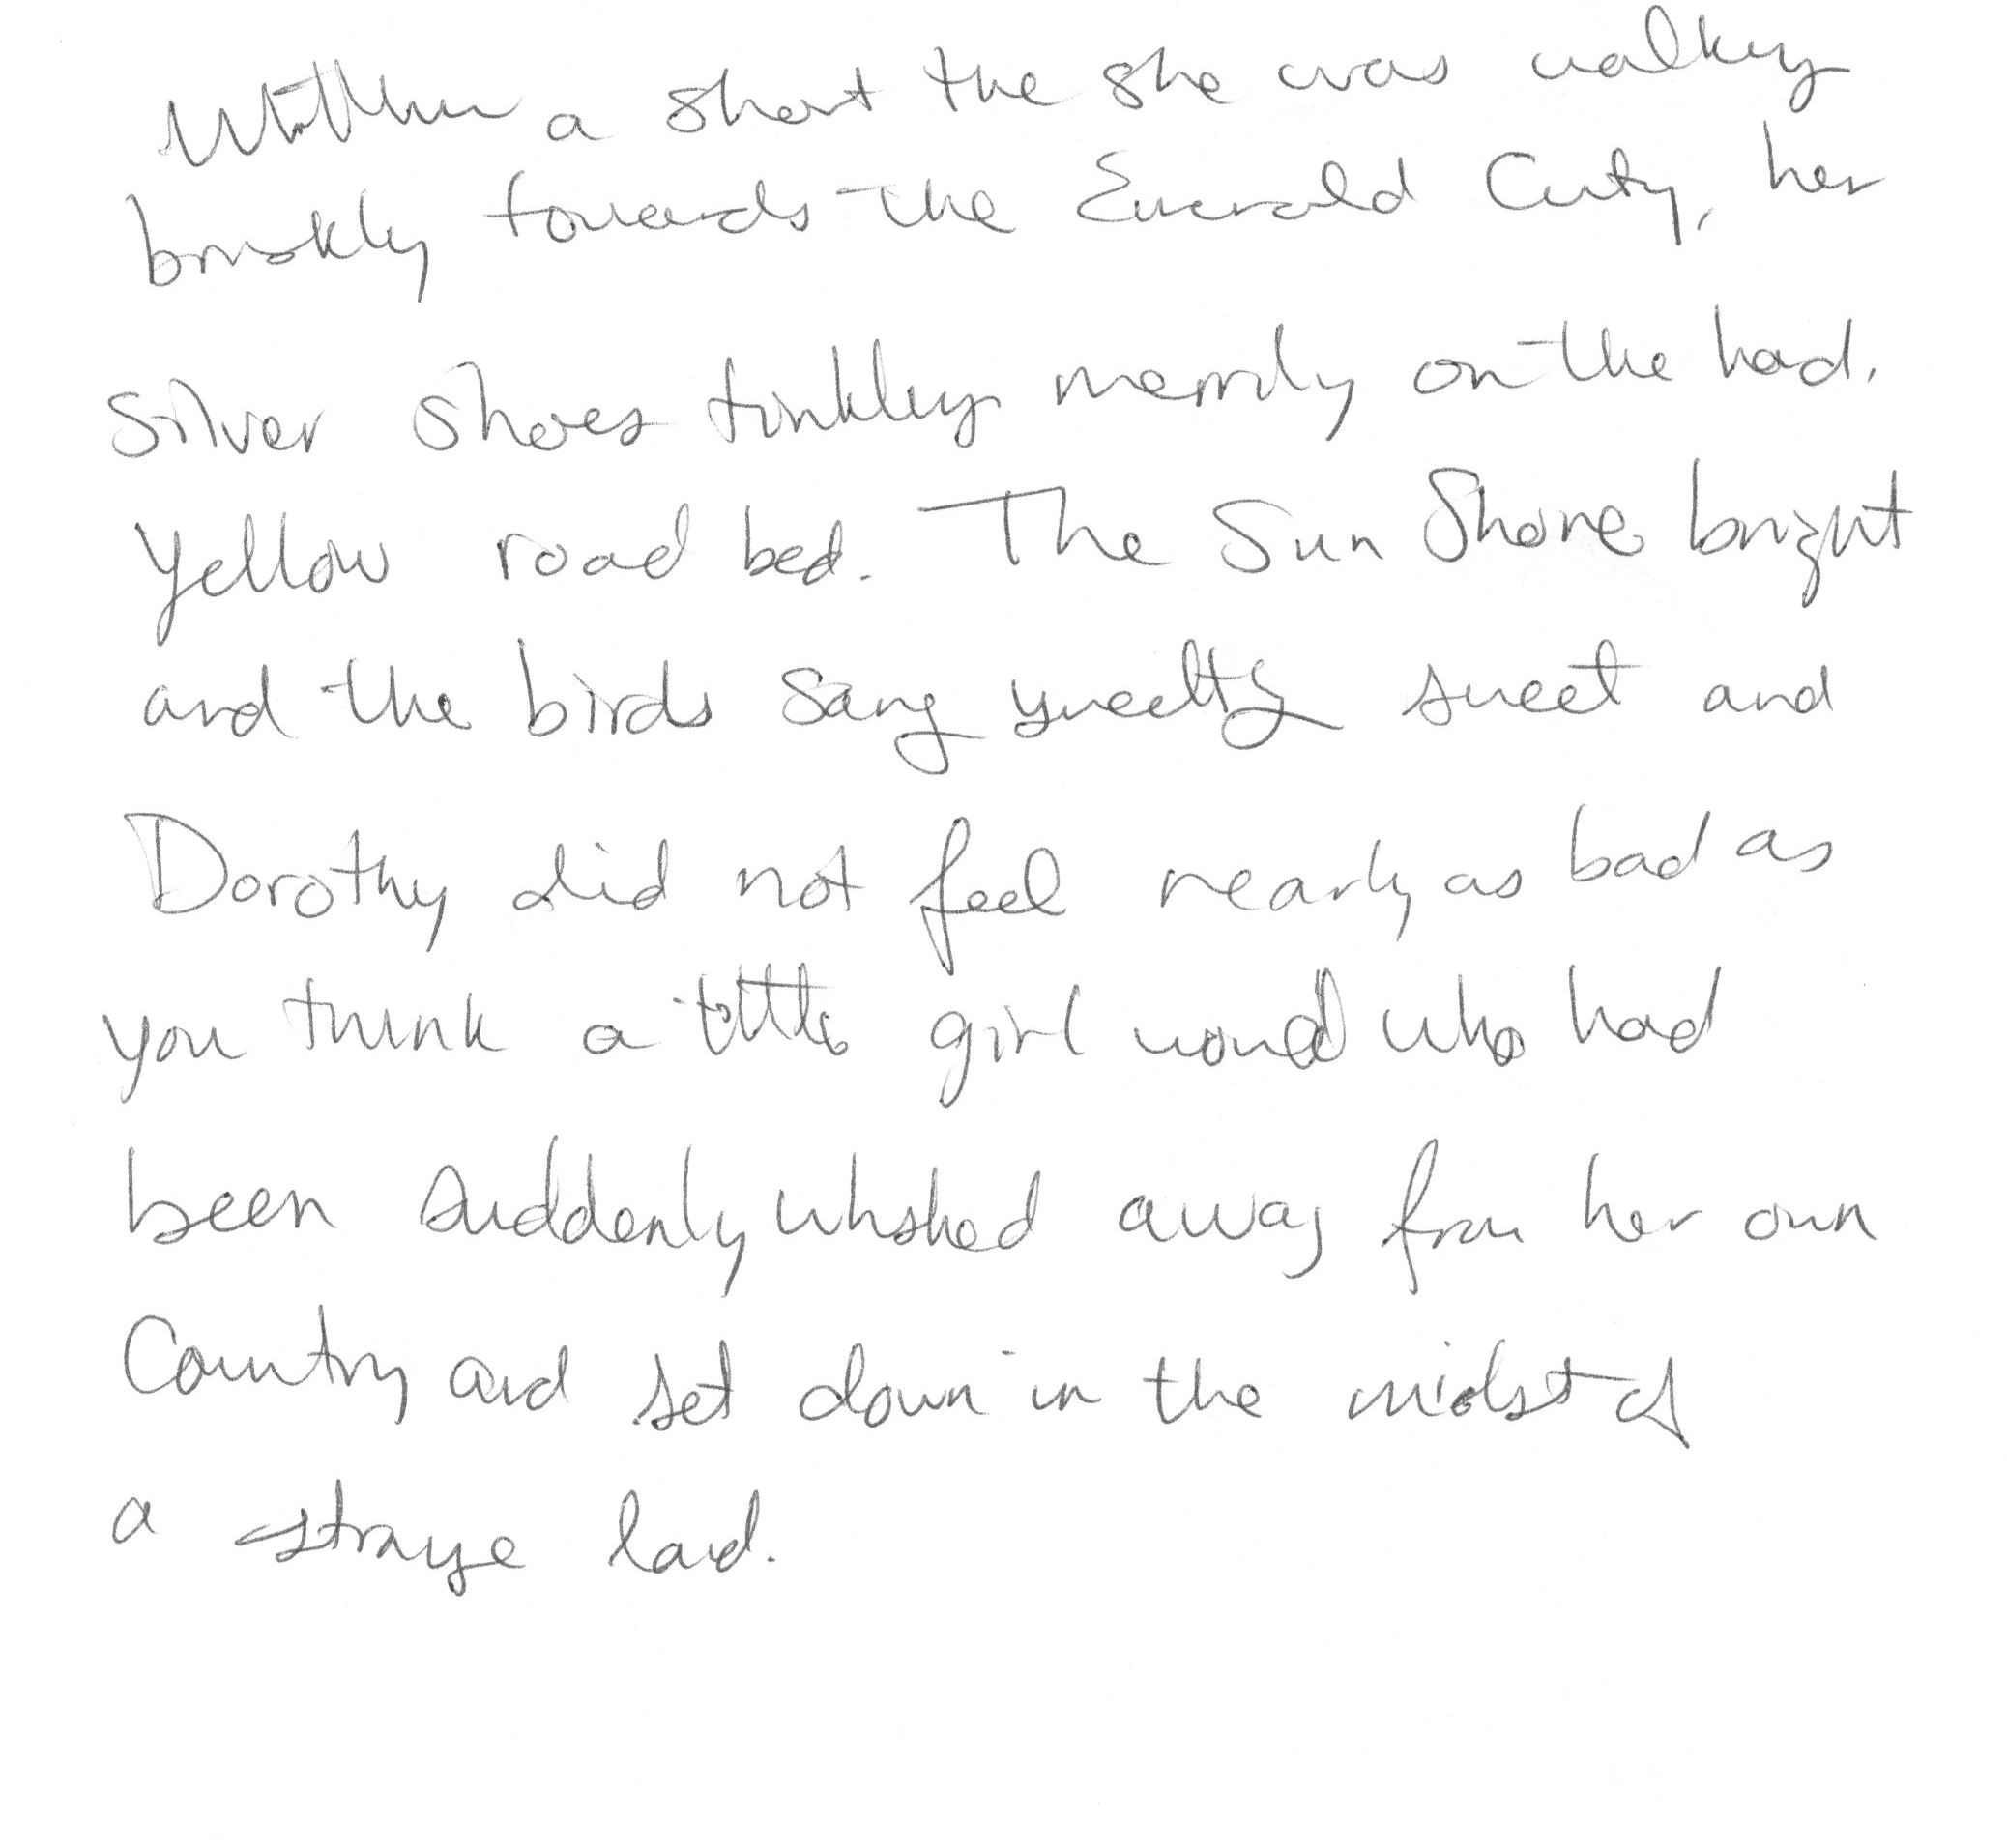 Within a short time she was walking
briskly towards the Emerald City, her
Silver Shoes tinkling merrily on the hard,
yellow road bed. The Sun Shone bright
and the birds sang sweet and
Dorothy did not feel nearly as bad as
you think a little girl would who had
been suddenly whisked away from her own
Country and set down in the midst of
a strange land.